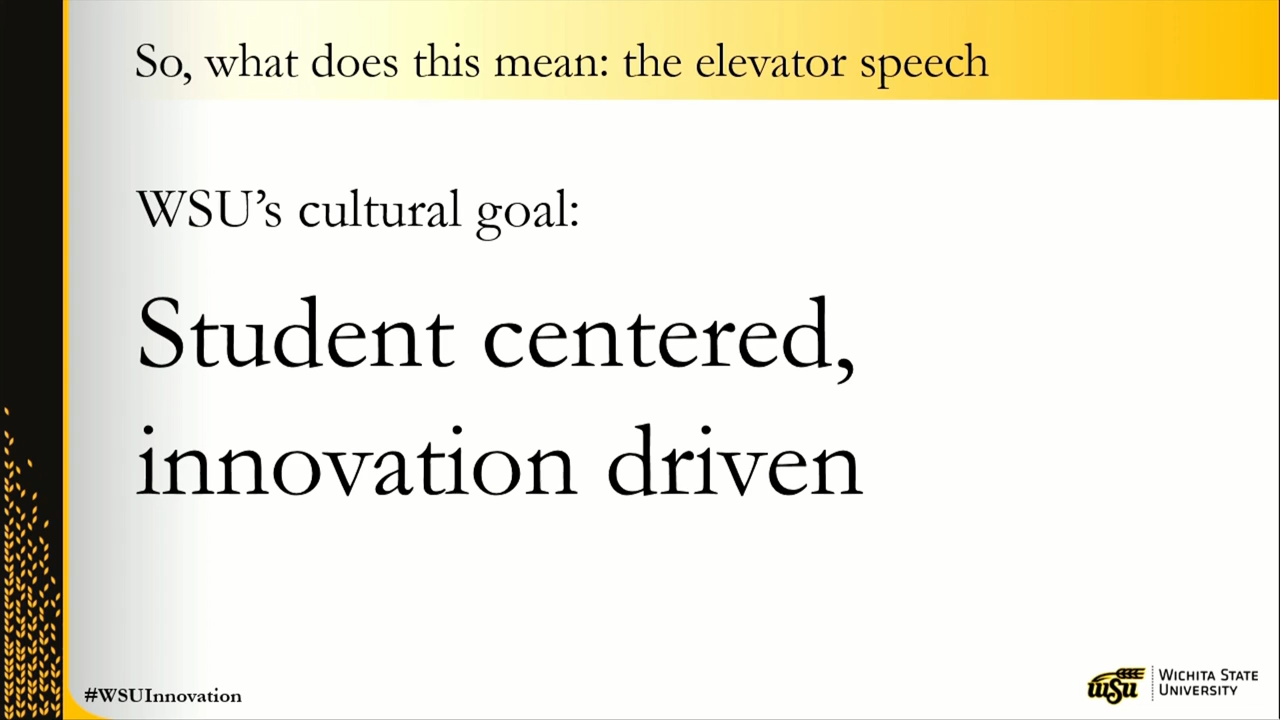 So, what does this mean: the elevator speech
WSU’s cultural goal:
Student centered,
innovation driven
#WSUInnovation
wsu
WICHITA STATE
UNIVERSITY